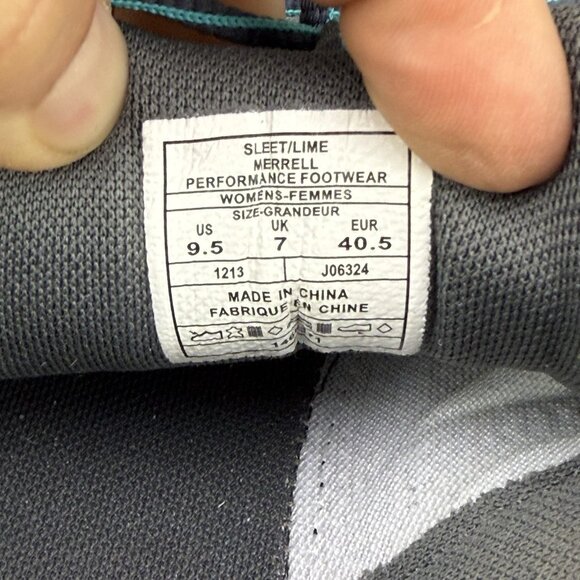 SLEET/LIME
MERRELL
PERFORMANCE FOOTWEAR
WOMENS-FEMMES
SIZE-GRANDEUR
US UK EUR
9.5 7 40.5
1213 J06324
MADE IN CHINA
FABRIQUE EN CHINE